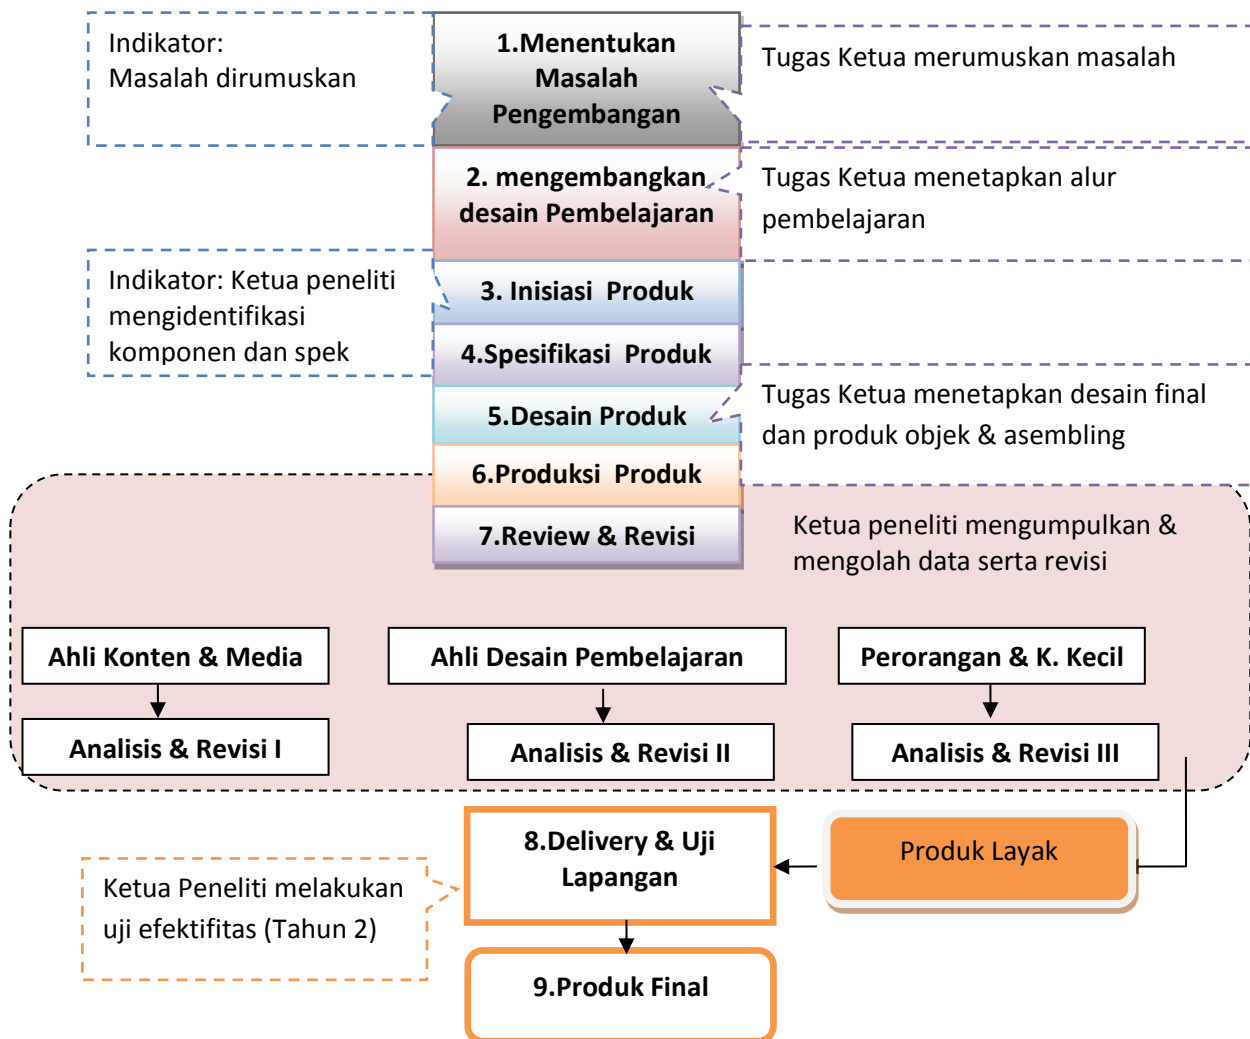 Indikator:
Masalah dirumuskan
1.Menentukan
Masalah
Pengembangan
Tugas Ketua merumuskan masalah
2. mengembangkan
desain Pembelajaran
Tugas Ketua menetapkan alur
pembelajaran
Indikator: Ketua peneliti
mengidentifikasi
komponen dan spek
3. Inisiasi Produk
4.Spesifikasi Produk
5.Desain Produk
Tugas Ketua menetapkan desain final
dan produk objek & asembling
6.Produksi Produk
7.Review & Revisi
Ketua peneliti mengumpulkan &
mengolah data serta revisi
Ahli Konten & Media
Ahli Desain Pembelajaran
Perorangan & K. Kecil
Analisis & Revisi I
Analisis & Revisi II
Analisis & Revisi III
8.Delivery & Uji
Lapangan
Produk Layak
Ketua Peneliti melakukan
uji efektifitas (Tahun 2)
9.Produk Final